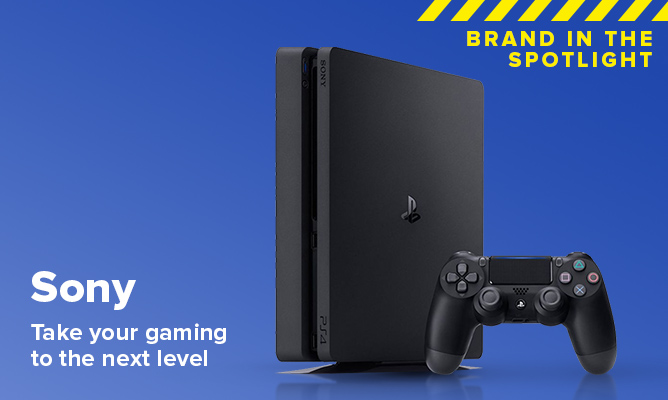 BRAND IN THE
SPOTLIGHT
SONY
PS4
Sony
Take your gaming
to the next level